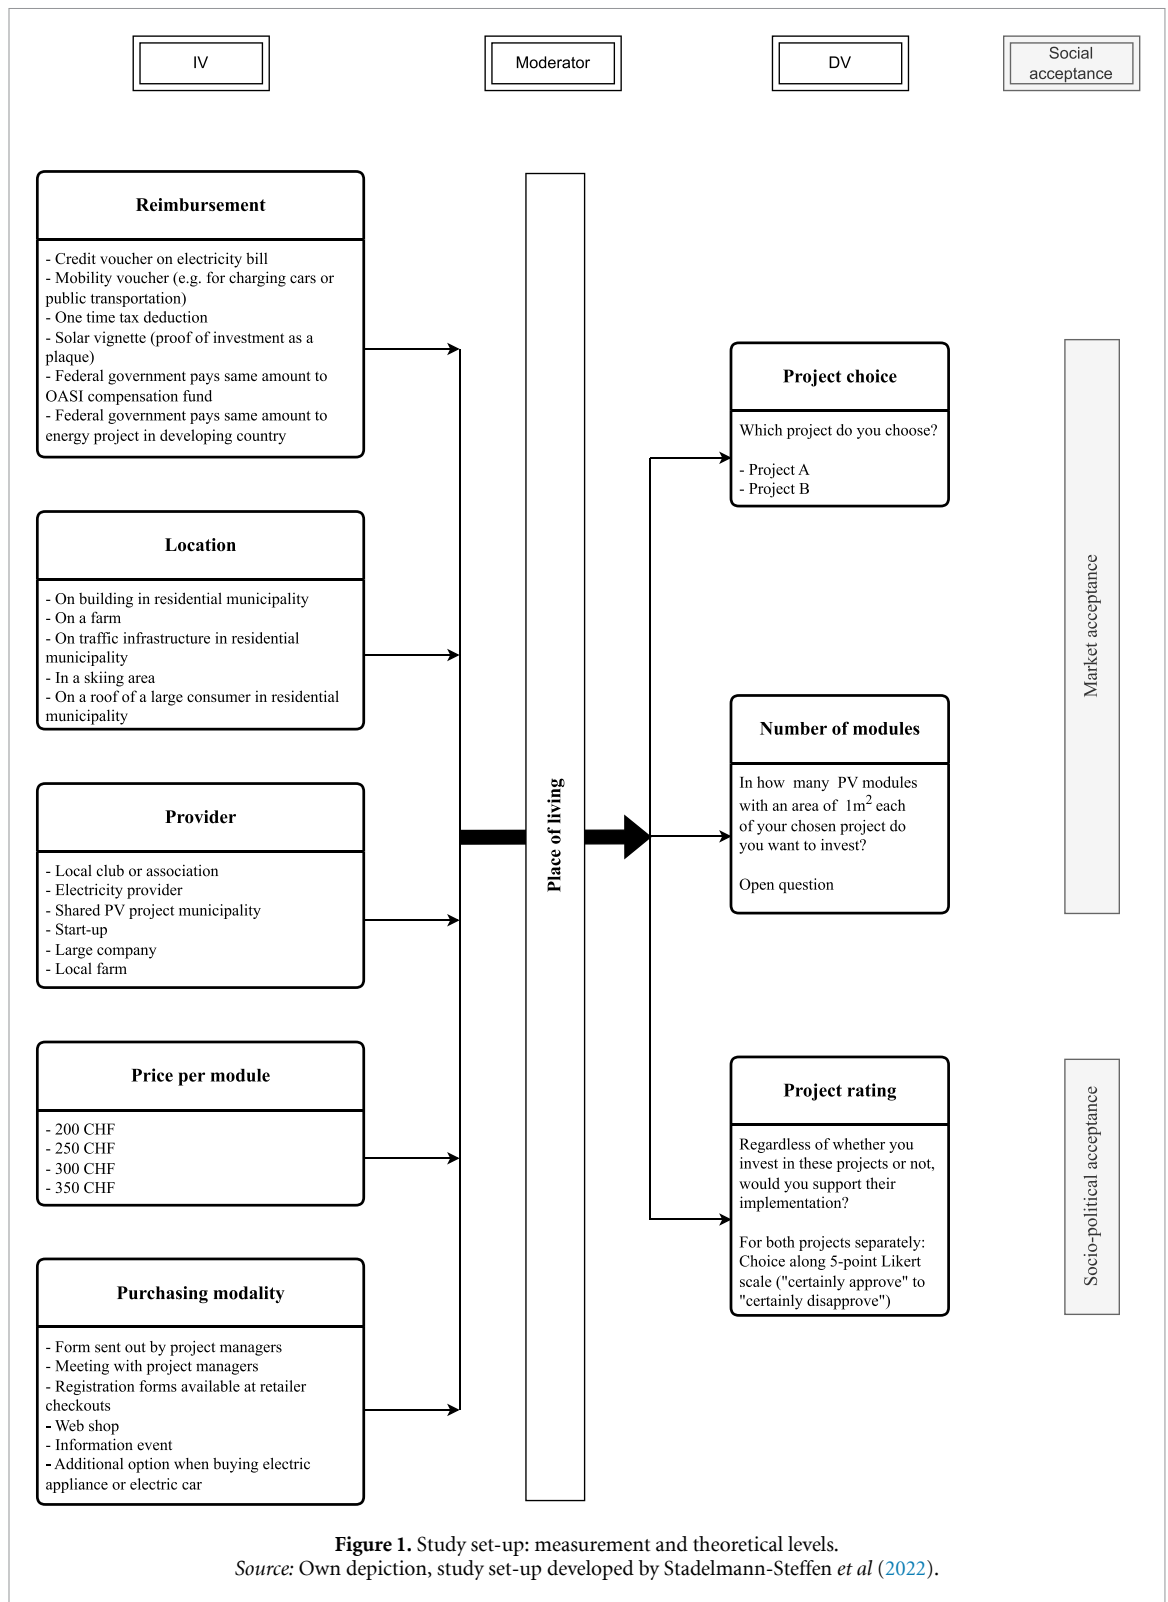 IV
Moderator
DV
Social
acceptance
Reimbursement
- Credit voucher on electricity bill
- Mobility voucher (e.g. for charging cars or
public transportation)
- One time tax deduction
- Solar vignette (proof of investment as a
plaque)
- Federal government pays same amount to
OASI compensation fund
- Federal government pays same amount to
energy project in developing country
Location
- On building in residential municipality
- On a farm
- On traffic infrastructure in residential
municipality
- In a skiing area
- On a roof of a large consumer in residential
municipality
Provider
- Local club or association
- Electricity provider
- Shared PV project municipality
- Start-up
- Large company
- Local farm
Price per module
- 200 CHF
- 250 CHF
- 300 CHF
- 350 CHF
Purchasing modality
- Form sent out by project managers
- Meeting with project managers
- Registration forms available at retailer
checkouts
- Web shop
- Information event
- Additional option when buying electric
appliance or electric car
Place of living
Project choice
Which project do you choose?
- Project A
- Project B
Number of modules
In how many PV modules
with an area of 1m² each
of your chosen project do
you want to invest?
Open question
Project rating
Regardless of whether you
invest in these projects or not,
would you support their
implementation?
For both projects separately:
Choice along 5-point Likert
scale ("certainly approve" to
"certainly disapprove")
Market acceptance
Socio-political acceptance
Figure 1. Study set-up: measurement and theoretical levels.
Source: Own depiction, study set-up developed by Stadelmann-Steffen et al (2022).